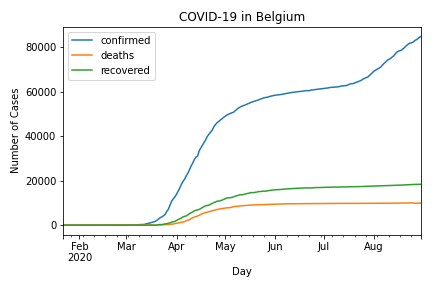 COVID-19 in Belgium
confirmed
deaths
recovered
Number of Cases
80000
60000
40000
20000
0
Feb Mar Apr May Jun Jul Aug
2020
Day